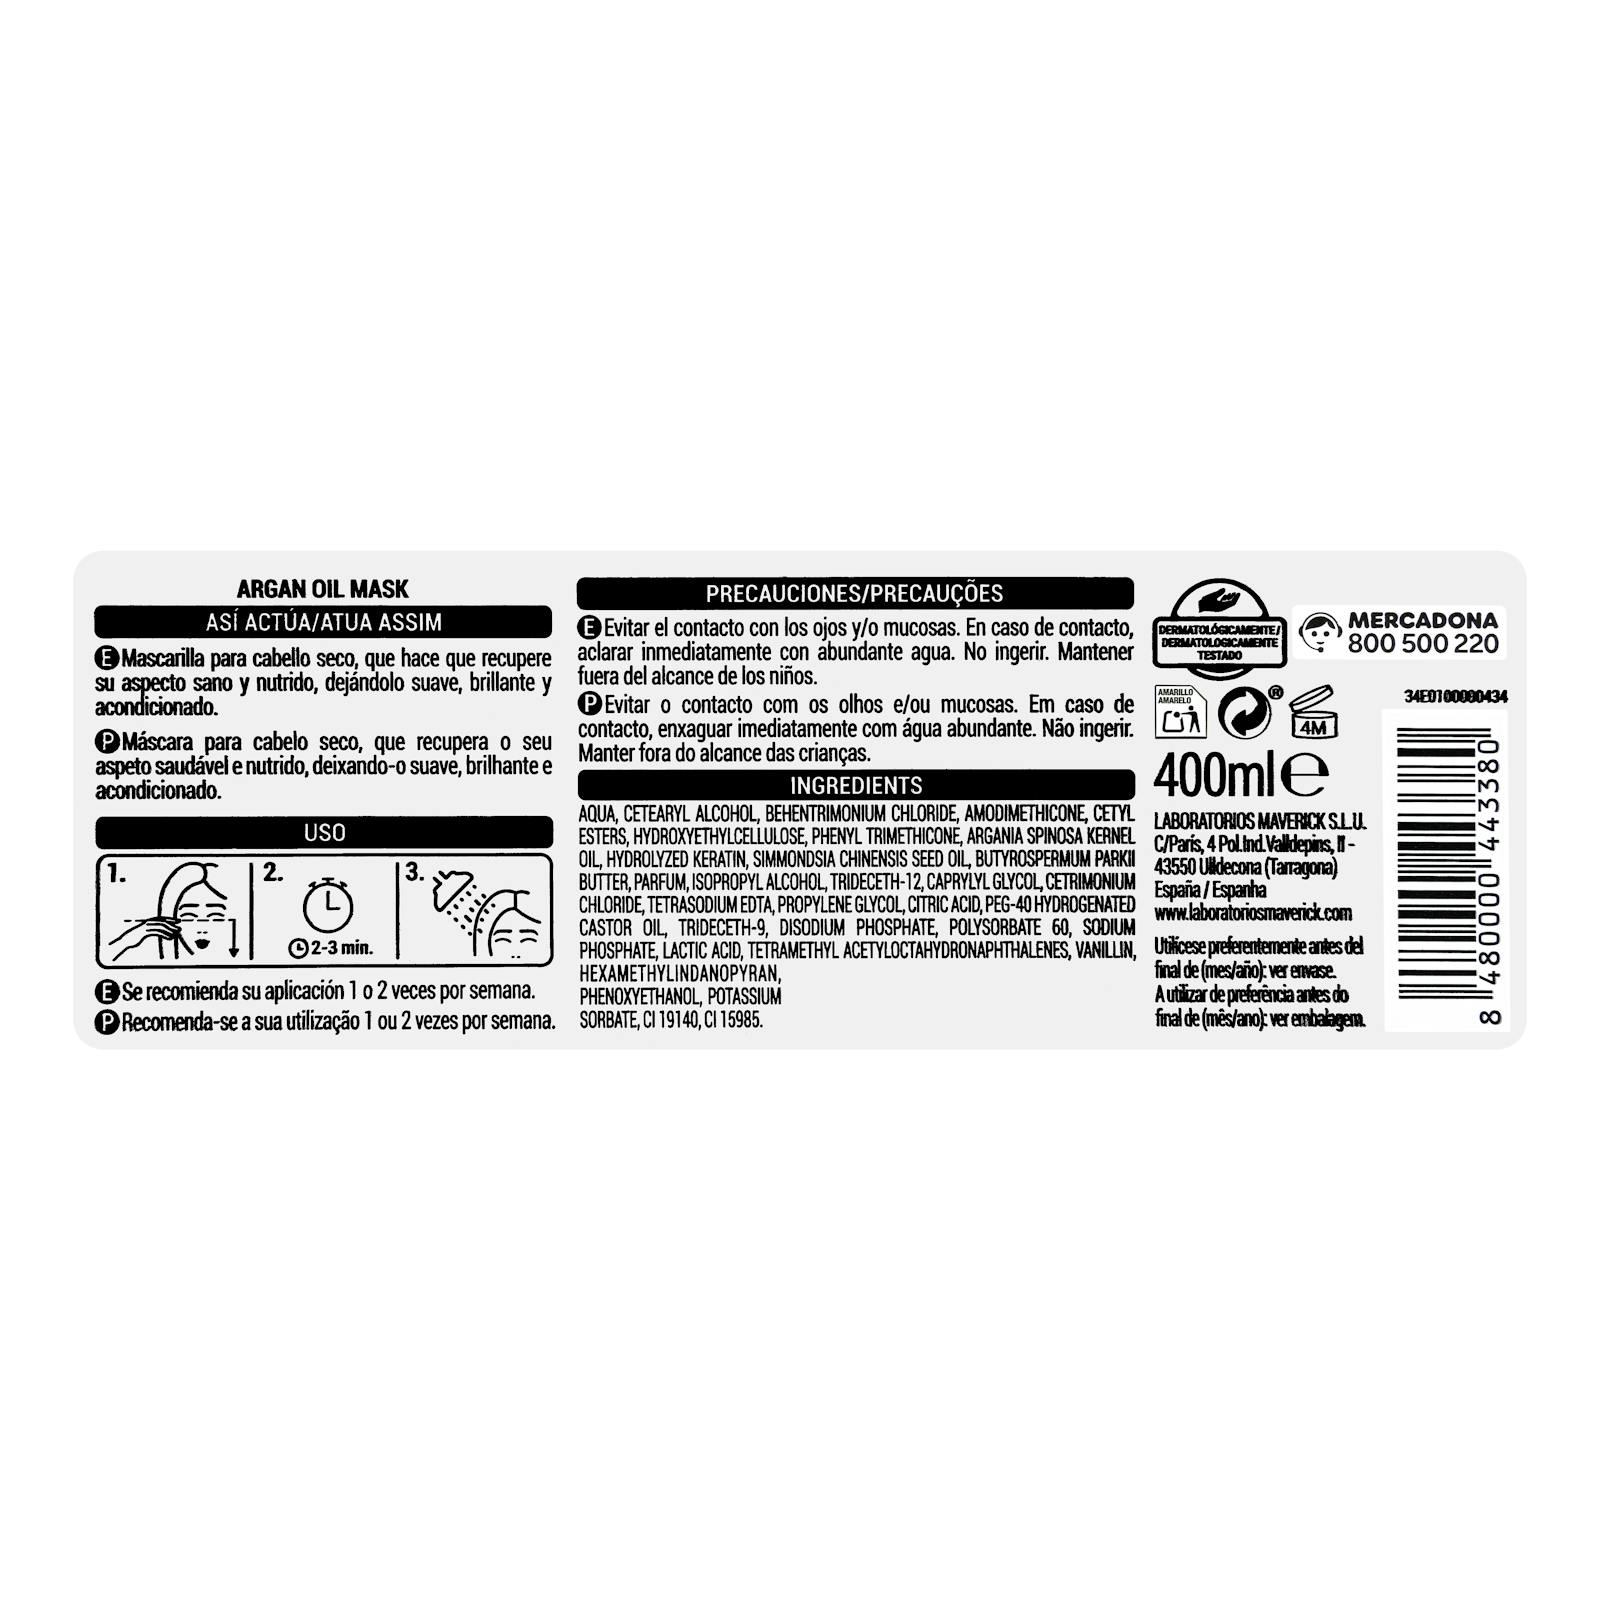 ARGAN OIL MASK
ASÍ ACTÚA/ATUA ASSIM
E Mascarilla para cabello seco, que hace que recupere
su aspecto sano y nutrido, dejándolo suave, brillante y
acondicionado.
P Máscara para cabelo seco, que recupera o seu
aspeto saudável e nutrido, deixando-o suave, brilhante e
acondicionado.
USO
1.
2.
2-3 min.
3.
E Se recomienda su aplicación 1 o 2 veces por semana.
P Recomenda-se a sua utilização 1 ou 2 vezes por semana.
PRECAUCIONES/PRECAUÇÕES
E Evitar el contacto con los ojos y/o mucosas. En caso de contacto,
aclarar inmediatamente con abundante agua. No ingerir. Mantener
fuera del alcance de los niños.
P Evitar o contacto com os olhos e/ou mucosas. Em caso de
contacto, enxaguar imediatamente com água abundante. Não ingerir.
Manter fora do alcance das crianças.
INGREDIENTS
AQUA, CETEARYL ALCOHOL, BEHENTRIMONIUM CHLORIDE, AMODIMETHICONE, CETYL
ESTERS, HYDROXYETHYLCELLULOSE, PHENYL TRIMETHICONE, ARGANIA SPINOSA KERNEL
OIL, HYDROLYZED KERATIN, SIMMONDSIA CHINENSIS SEED OIL, BUTYROSPERMUM PARKII
BUTTER, PARFUM, ISOPROPYL ALCOHOL, TRIDECETH-12, CAPRYLYL GLYCOL, CETRIMONIUM
CHLORIDE, TETRASODIUM EDTA, PROPYLENE GLYCOL, CITRIC ACID, PEG-40 HYDROGENATED
CASTOR OIL, TRIDECETH-9, DISODIUM PHOSPHATE, POLYSORBATE 60, SODIUM
PHOSPHATE, LACTIC ACID, TETRAMETHYL ACETYLOCTAHYDRONAPHTHALENES, VANILLIN,
HEXAMETHYLINDANOPYRAN,
PHENOXYETHANOL, POTASSIUM
SORBATE, CI 19140, CI 15985.
DERMATOLÓGICAMENTE/
DERMATOLOGICAMENTE
TESTADO
MERCADONA
800 500 220
AMARILLO
AMARELO
®
4M
34E0100000434
400ml e
LABORATORIOS MAVERICK S.L.U.
C/París, 4 Pol.Ind. Valldepins, II -
43550 Ulldecona (Tarragona)
España / Espanha
www.laboratoriosmaverick.com
Utilícese preferentemente antes del
final de (mes/año): ver envase.
A utilizar de preferência antes do
final de (mês/ano): ver embalagem.
8 480000 443380